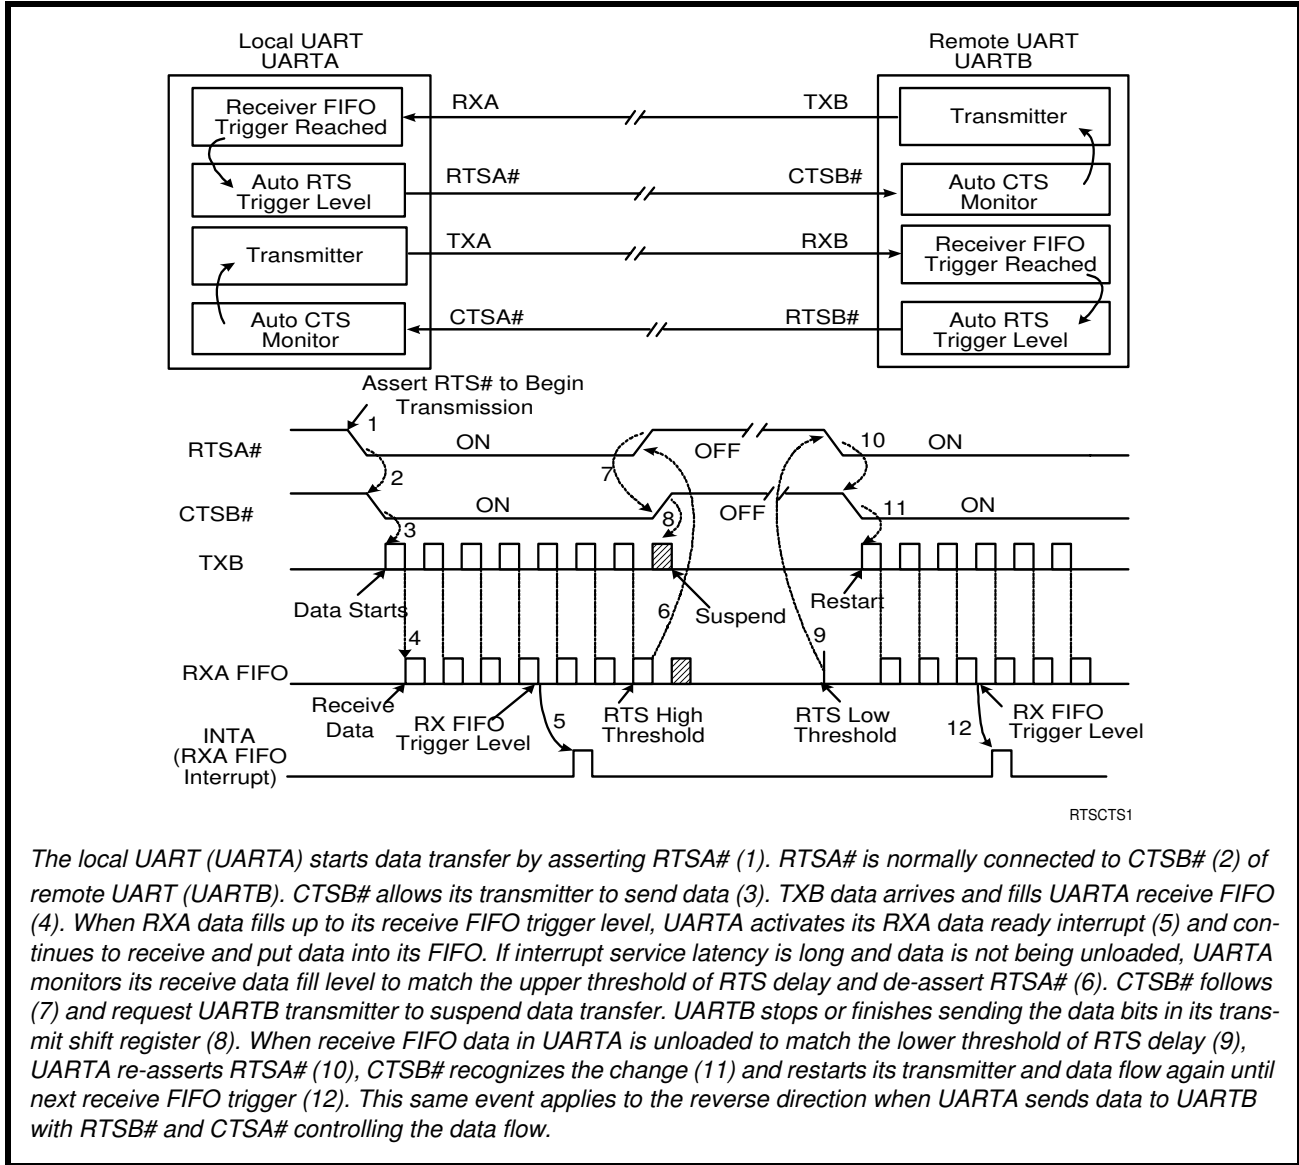 Local UART
UARTA
Remote UART
UARTB
Receiver FIFO
Trigger Reached
RXA
TXB
Transmitter
Auto RTS
Trigger Level
RTSA#
CTSB#
Auto CTS
Monitor
Transmitter
TXA
RXB
Receiver FIFO
Trigger Reached
Auto CTS
Monitor
CTSA#
RTSB#
Auto RTS
Trigger Level
Assert RTS# to Begin
Transmission
RTSA#
1
ON
7
OFF
10
ON
CTSB#
2
ON
8
OFF
11
ON
TXB
3
Data Starts
6
Suspend
Restart
4
9
RXA FIFO
Receive
Data
RX FIFO
Trigger Level
5
RTS High
Threshold
RTS Low
Threshold
12
RX FIFO
Trigger Level
INTA
(RXA FIFO
Interrupt)
RTSCTS1
The local UART (UARTA) starts data transfer by asserting RTSA# (1). RTSA# is normally connected to CTSB# (2) of
remote UART (UARTB). CTSB# allows its transmitter to send data (3). TXB data arrives and fills UARTA receive FIFO
(4). When RXA data fills up to its receive FIFO trigger level, UARTA activates its RXA data ready interrupt (5) and con-
tinues to receive and put data into its FIFO. If interrupt service latency is long and data is not being unloaded, UARTA
monitors its receive data fill level to match the upper threshold of RTS delay and de-assert RTSA# (6). CTSB# follows
(7) and request UARTB transmitter to suspend data transfer. UARTB stops or finishes sending the data bits in its trans-
mit shift register (8). When receive FIFO data in UARTA is unloaded to match the lower threshold of RTS delay (9),
UARTA re-asserts RTSA# (10), CTSB# recognizes the change (11) and restarts its transmitter and data flow again until
next receive FIFO trigger (12). This same event applies to the reverse direction when UARTA sends data to UARTB
with RTSB# and CTSA# controlling the data flow.